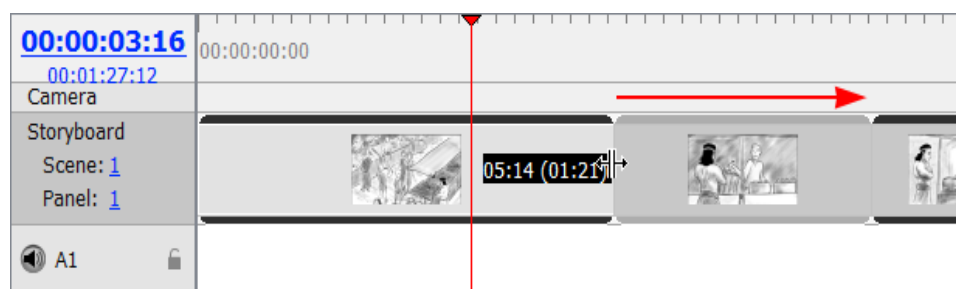 00:00:03:16
00:01:27:12
00:00:00:00
Camera
Storyboard
Scene: 1
Panel: 1
05:14 (01:21)
A1